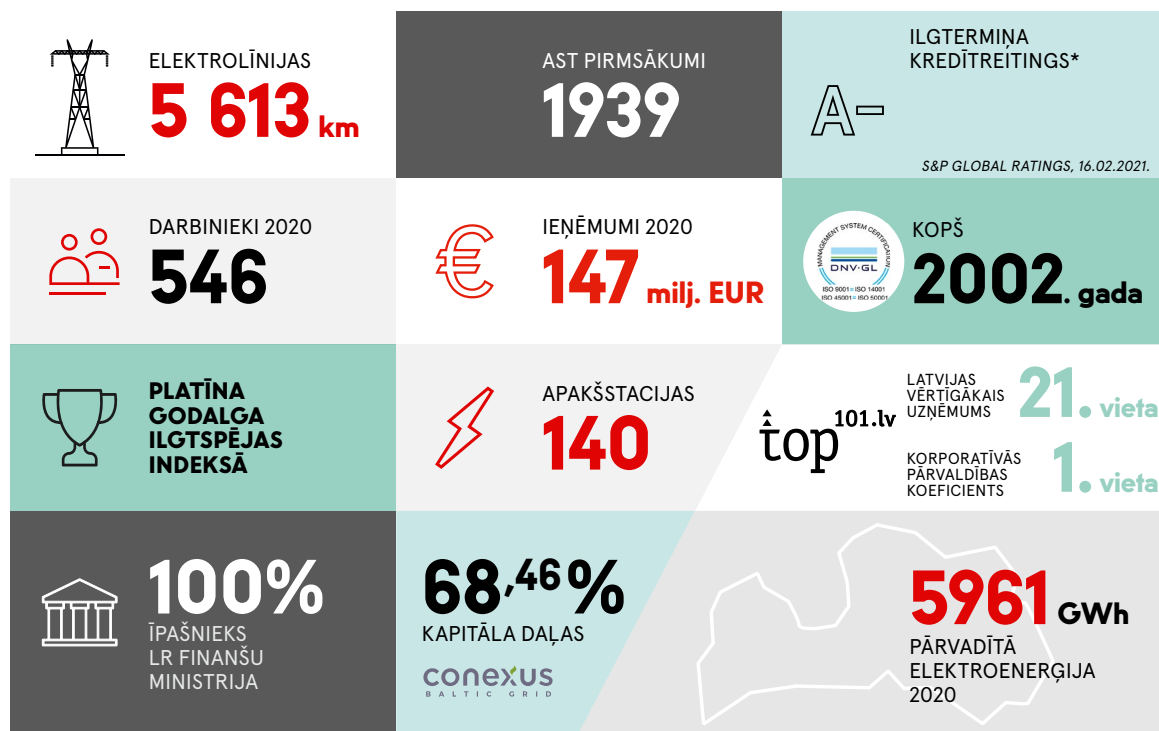 ELEKTROLĪNIJAS
5 613 km
AST PIRMSĀKUMI
1939
ILGTERMIŅA
KREDĪTREITINGS*
A–
S&P GLOBAL RATINGS, 16.02.2021.
DARBINIEKI 2020
546
IEŅĒMUMI 2020
€
147 milj. EUR
MANAGEMENT SYSTEM CERTIFICATION
DNV·GL
ISO 9001 = ISO 14001
ISO 45001 = ISO 50001
KOPŠ
2002. gada
PLATĪNA
GODALGA
ILGTSPĒJAS
INDEKSĀ
APAKŠSTACIJAS
140
top101.lv
LATVIJAS
VĒRTĪGĀKAIS
UZŅĒMUMS
21. vieta
KORPORATĪVĀS
PĀRVALDĪBAS
KOEFICIENTS
1. vieta
100%
ĪPAŠNIEKS
LR FINANŠU
MINISTRIJA
68,46%
KAPITĀLA DAĻAS
conexus
BALTIC GRID
5961 GWh
PĀRVADĪTĀ
ELEKTROENERĢIJA
2020